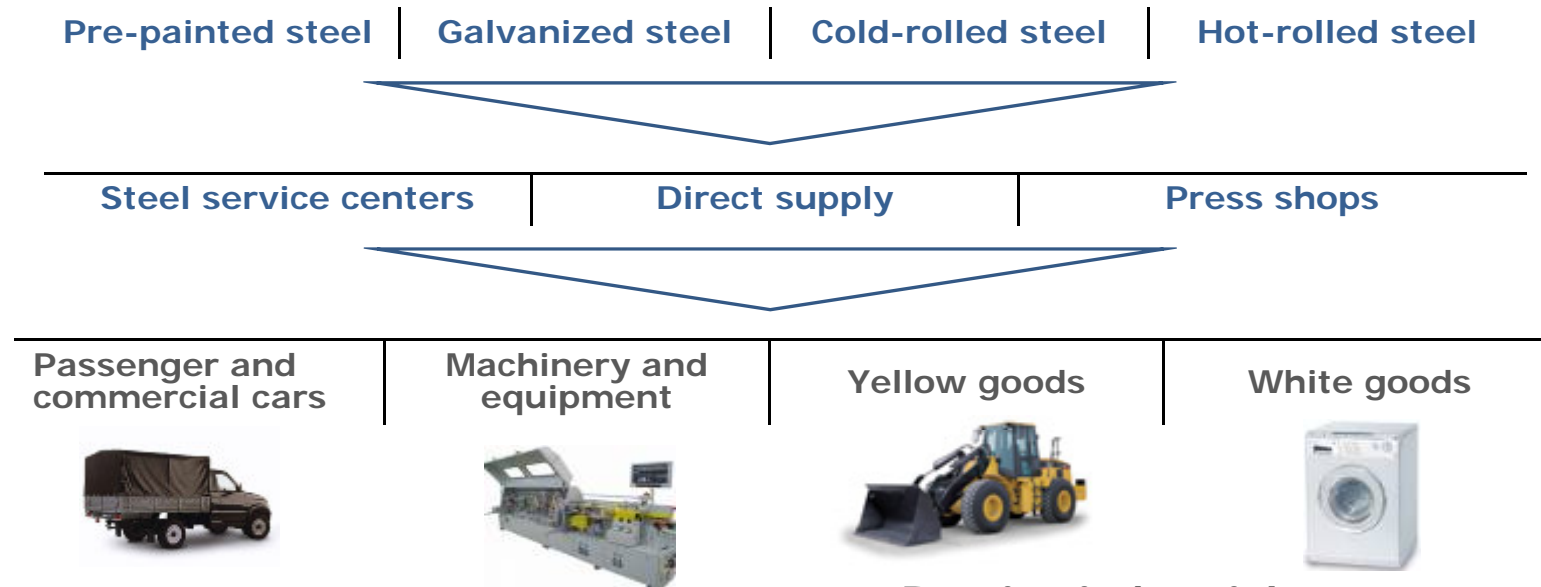 Pre-painted steel
Galvanized steel
Cold-rolled steel
Hot-rolled steel
Steel service centers
Direct supply
Press shops
Passenger and
commercial cars
Machinery and
equipment
Yellow goods
White goods